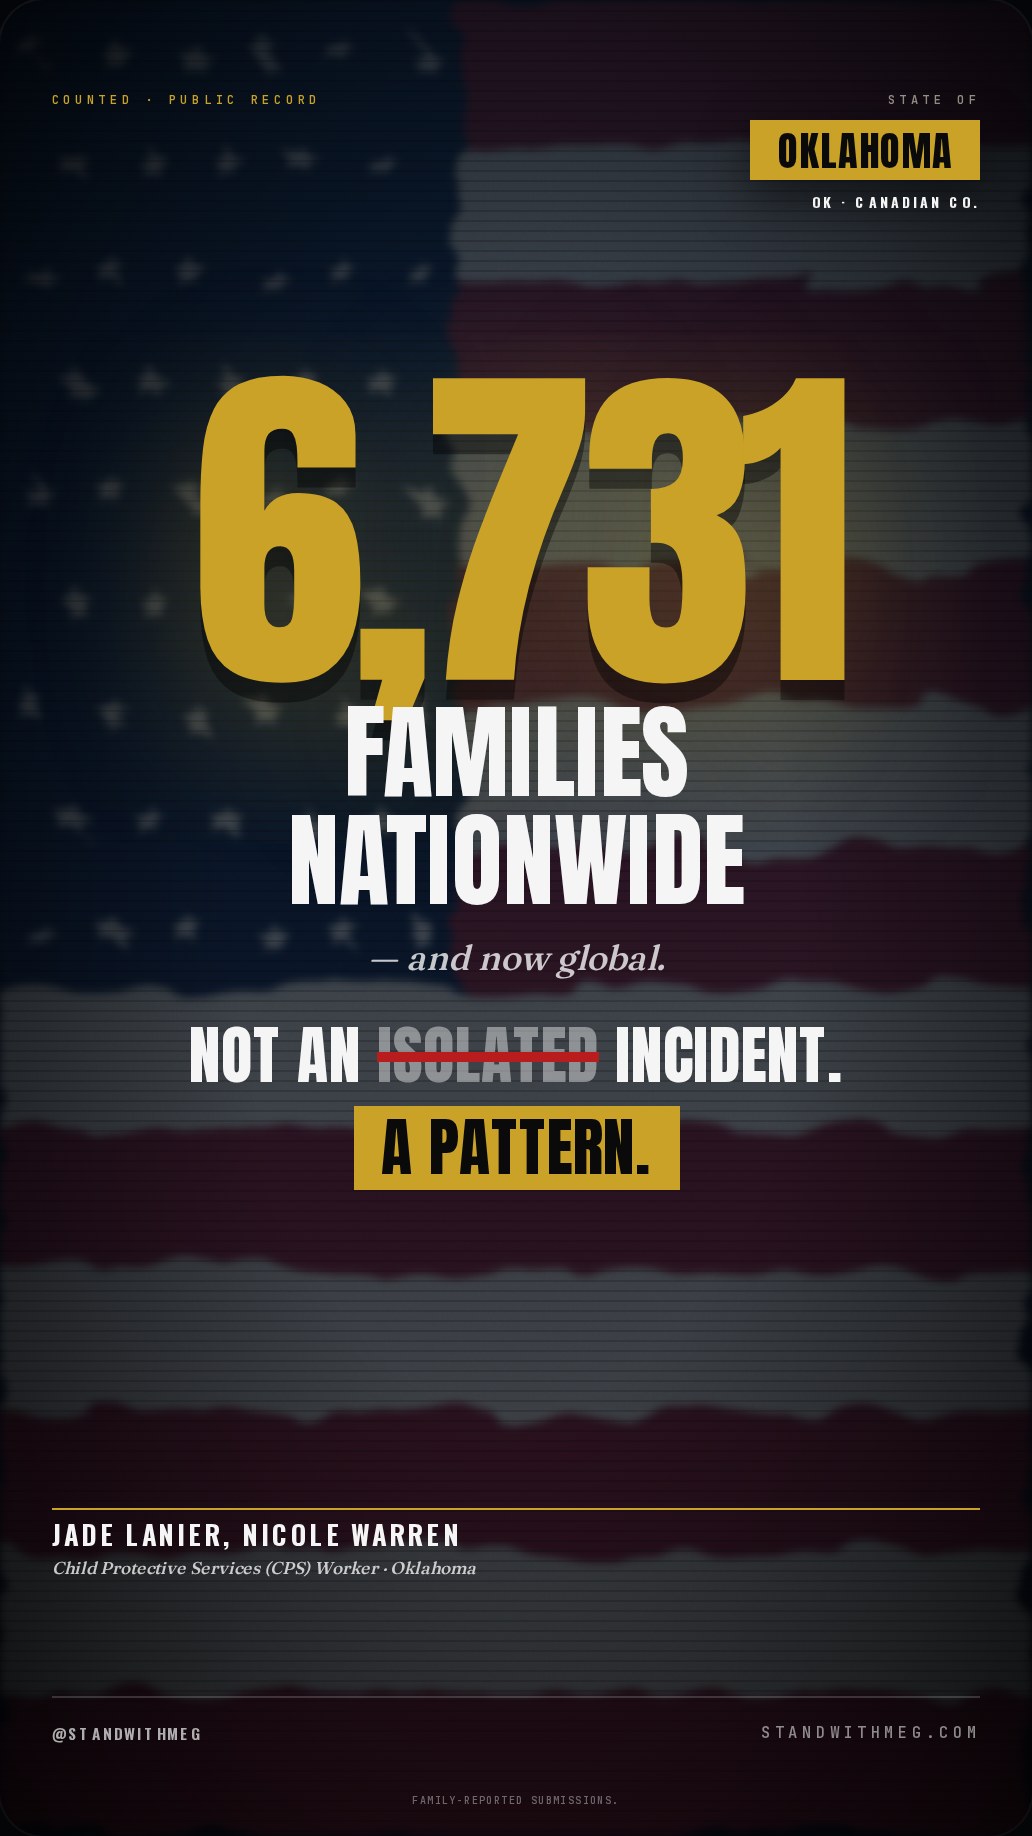 COUNTED · PUBLIC RECORD
STATE OF
OKLAHOMA
OK · CANADIAN CO.
6,731
FAMILIES
NATIONWIDE
— and now global.
NOT AN ISOLATED INCIDENT.
A PATTERN.
JADE LANIER, NICOLE WARREN
Child Protective Services (CPS) Worker · Oklahoma
@STANDWITHMEG
STANDWITHMEG.COM
FAMILY-REPORTED SUBMISSIONS.